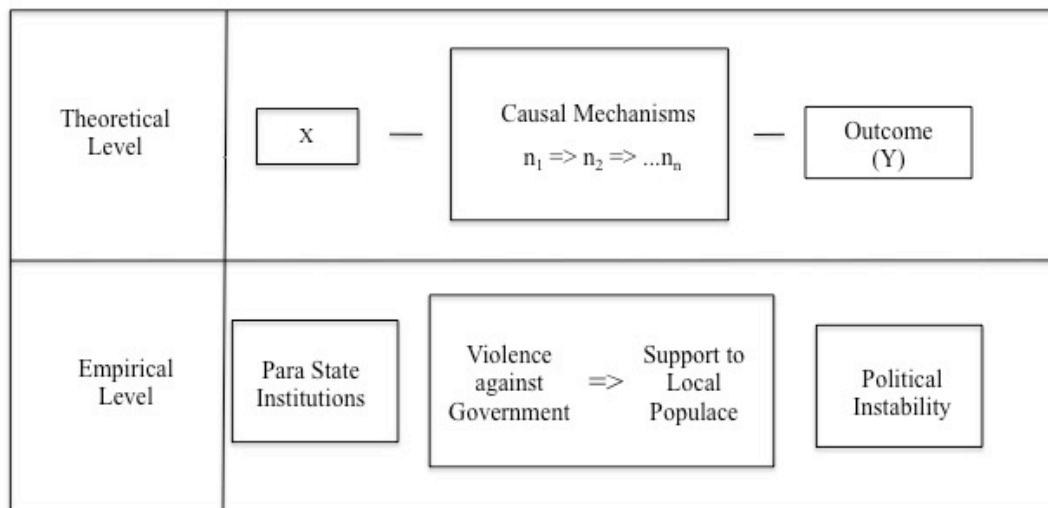 Theoretical
Level
X
Causal Mechanisms
n₁ => n₂ => ...nₙ
Outcome
(Y)
Empirical
Level
Para State
Institutions
Violence
against
Government
=>
Support to
Local
Populace
Political
Instability